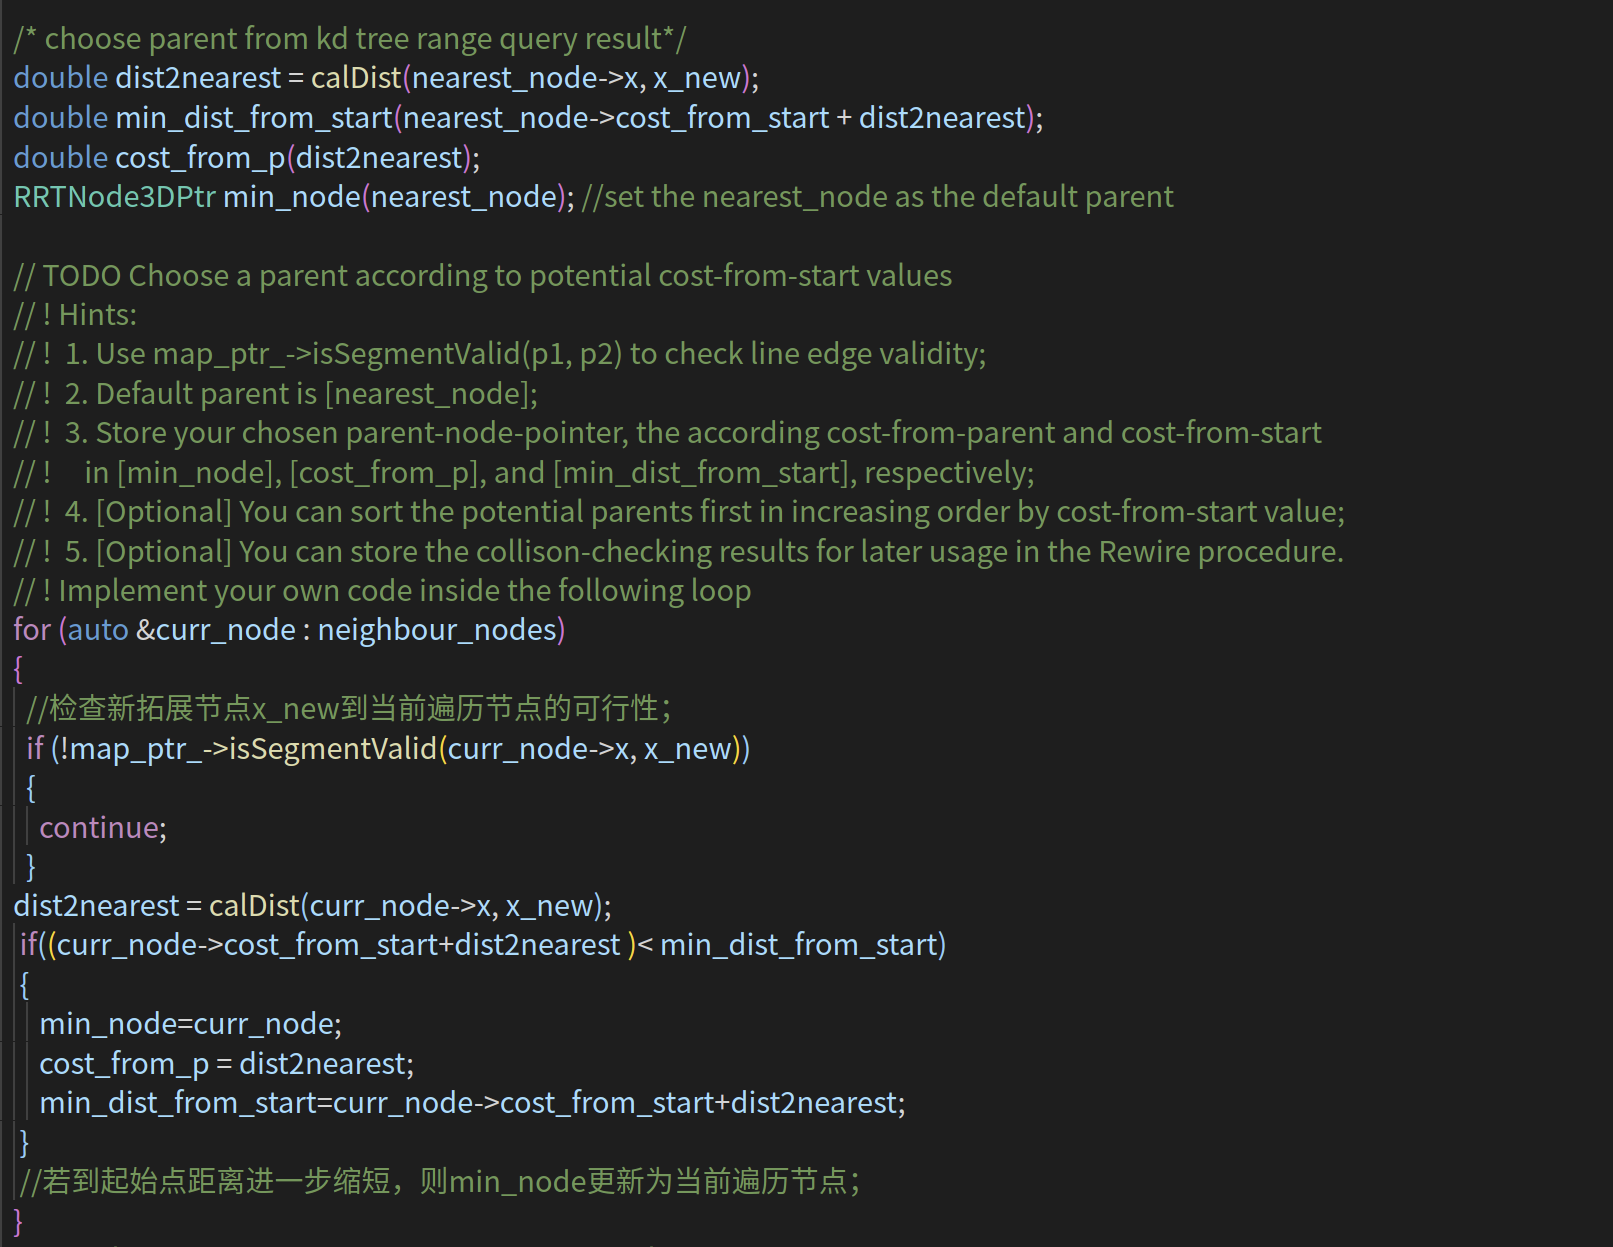 /* choose parent from kd tree range query result*/
double dist2nearest = calDist(nearest_node->x, x_new);
double min_dist_from_start(nearest_node->cost_from_start + dist2nearest);
double cost_from_p(dist2nearest);
RRTNode3DPtr min_node(nearest_node); //set the nearest_node as the default parent
// TODO Choose a parent according to potential cost-from-start values
// ! Hints:
// !  1. Use map_ptr_->isSegmentValid(p1, p2) to check line edge validity;
// !  2. Default parent is [nearest_node];
// !  3. Store your chosen parent-node-pointer, the according cost-from-parent and cost-from-start
// !     in [min_node], [cost_from_p], and [min_dist_from_start], respectively;
// !  4. [Optional] You can sort the potential parents first in increasing order by cost-from-start value;
// !  5. [Optional] You can store the collison-checking results for later usage in the Rewire procedure.
// ! Implement your own code inside the following loop
for (auto &curr_node : neighbour_nodes)
{
//检查新拓展节点x_new到当前遍历节点的可行性；
if (!map_ptr_->isSegmentValid(curr_node->x, x_new))
{
continue;
}
dist2nearest = calDist(curr_node->x, x_new);
if((curr_node->cost_from_start+dist2nearest )< min_dist_from_start)
{
min_node=curr_node;
cost_from_p = dist2nearest;
min_dist_from_start=curr_node->cost_from_start+dist2nearest;
}
//若到起始点距离进一步缩短，则min_node更新为当前遍历节点；
}